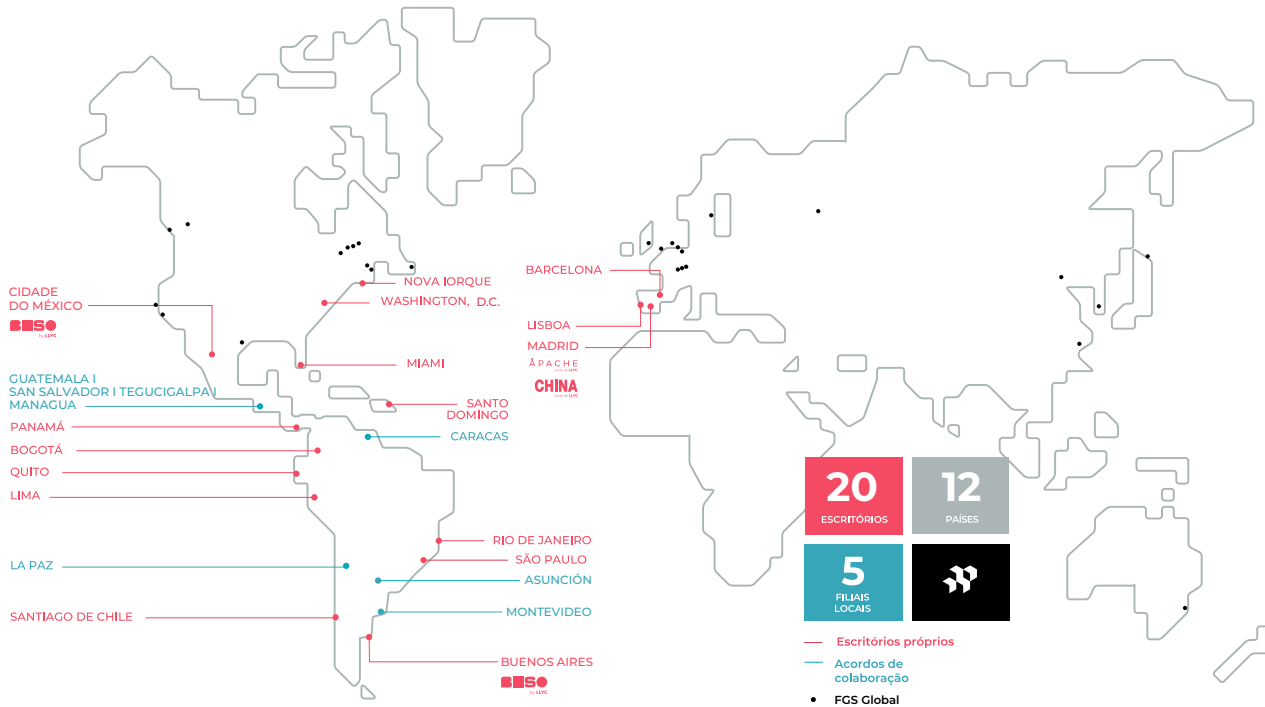 CIDADE
DO MÉXICO
BESO
by LLYC
GUATEMALA I
SAN SALVADOR I TEGUCIGALPA I
MANAGUA
PANAMÁ
BOGOTÁ
QUITO
LIMA
LA PAZ
SANTIAGO DE CHILE
NOVA IORQUE
WASHINGTON, D.C.
MIAMI
SANTO
DOMINGO
CARACAS
RIO DE JANEIRO
SÃO PAULO
ASUNCIÓN
MONTEVIDEO
BUENOS AIRES
BESO
by LLYC
BARCELONA
LISBOA
MADRID
ÅPACHE
CHINA
20
ESCRITÓRIOS
12
PAÍSES
5
FILIAIS
LOCAIS
Escritórios próprios
Acordos de
colaboração
FGS Global